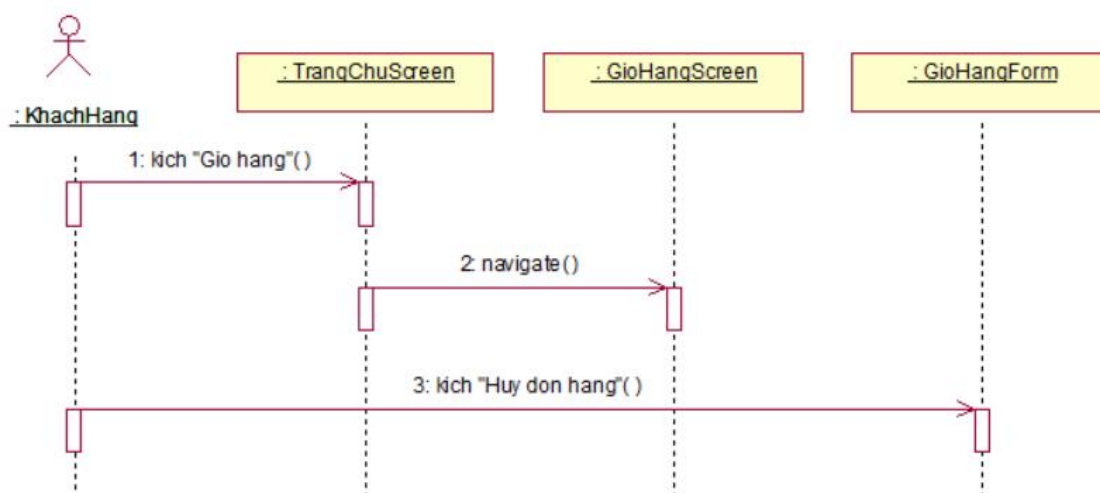 : TrangChuScreen
: GioHangScreen
: GioHangForm
: KhachHang
1: kich "Gio hang"( )
2: navigate( )
3: kich "Huy don hang"( )